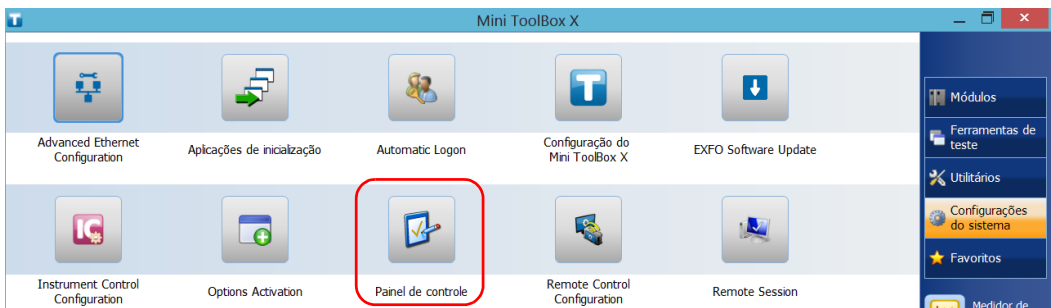 Mini ToolBox X
Advanced Ethernet
Configuration
Aplicações de inicialização
Automatic Logon
Configuração do
Mini ToolBox X
EXFO Software Update
Instrument Control
Configuration
Options Activation
Painel de controle
Remote Control
Configuration
Remote Session
Módulos
Ferramentas de
teste
Utilitários
Configurações
do sistema
Favoritos
Medidor de